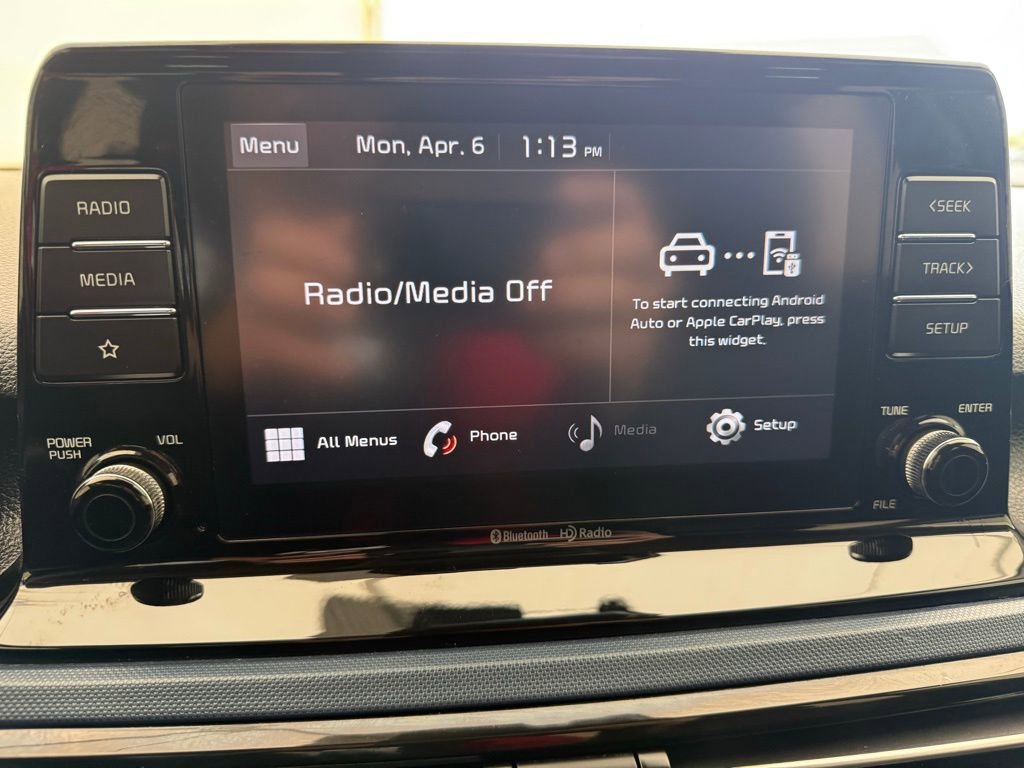 Menu
Mon, Apr. 6
1:13 PM
RADIO
MEDIA
<SEEK
TRACK>
SETUP
Radio/Media Off
To start connecting Android
Auto or Apple CarPlay, press
this widget.
All Menus
Phone
Media
Setup
POWER
PUSH
VOL
TUNE
ENTER
FILE
Bluetooth
HD Radio